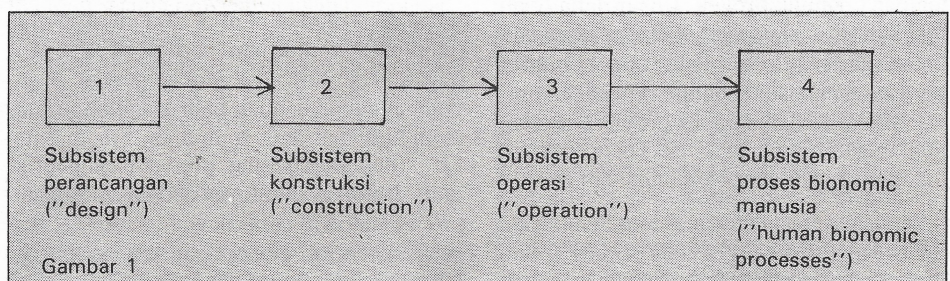 1
2
3
4
Subsistem
perancangan
(''design'')
Subsistem
konstruksi
(''construction'')
Subsistem
operasi
(''operation'')
Subsistem
proses bionomic
manusia
(''human bionomic
processes'')
Gambar 1